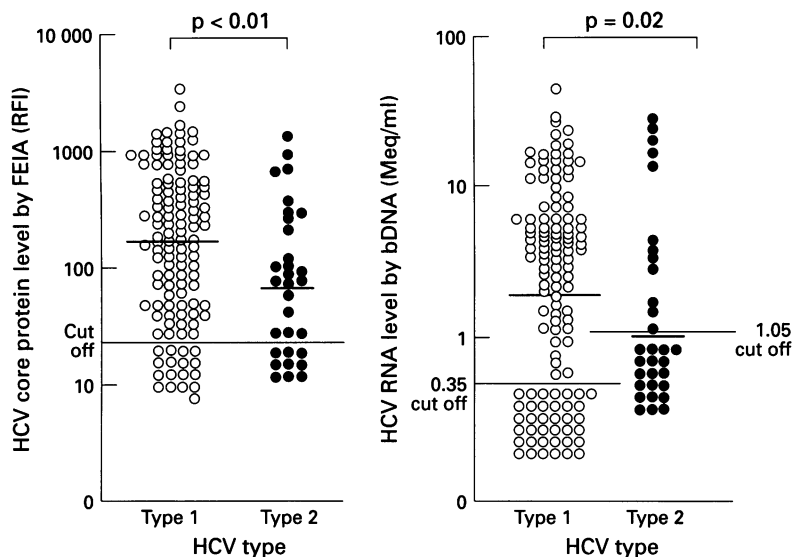 p < 0.01
10 000
1000
100
Cut
off
10
0
HCV core protein level by FEIA (RFI)
Type 1
Type 2
HCV type
p = 0.02
100
10
1
0.35
cut off
0
HCV RNA level by bDNA (Meq/ml)
1.05
cut off
Type 1
Type 2
HCV type